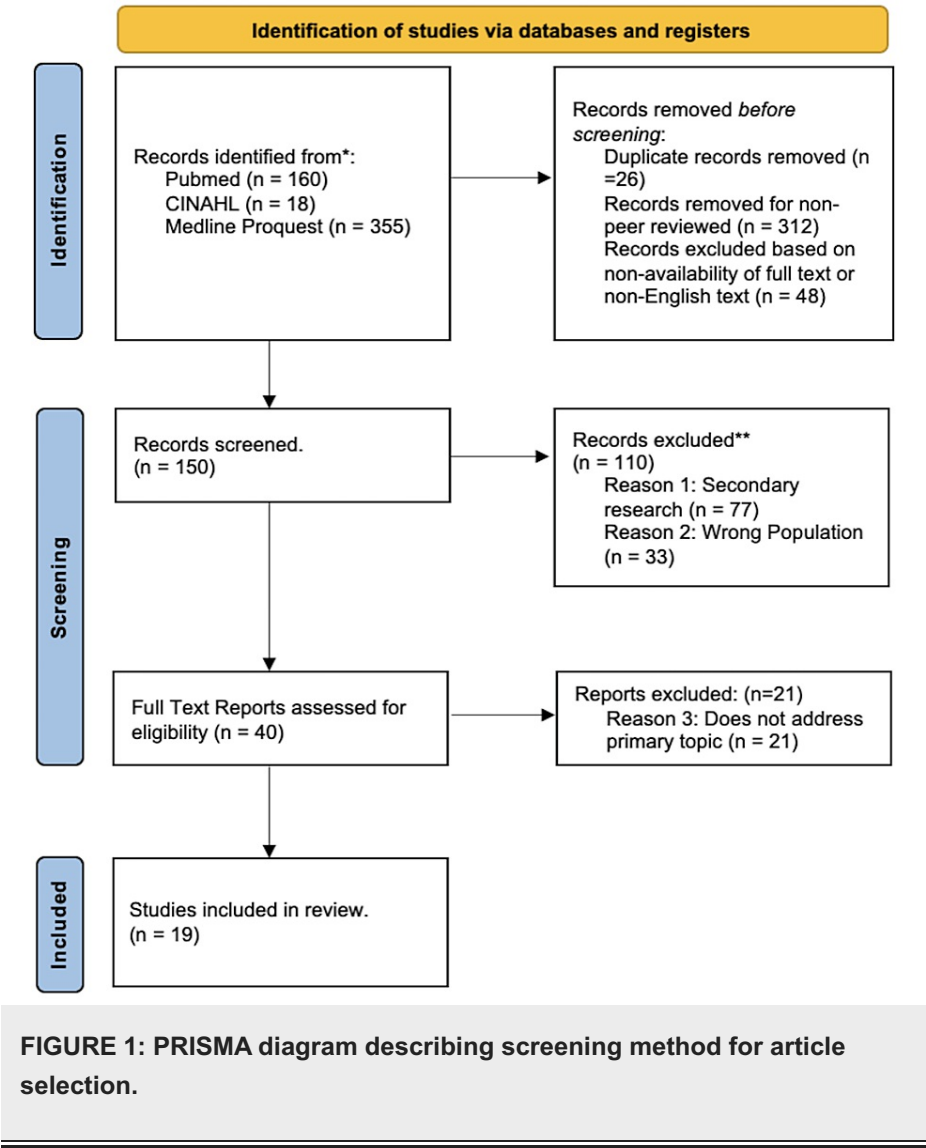 Identification of studies via databases and registers
Identification
Records identified from*:
Pubmed (n = 160)
CINAHL (n = 18)
Medline Proquest (n = 355)
Records removed before
screening:
Duplicate records removed (n
=26)
Records removed for non-
peer reviewed (n = 312)
Records excluded based on
non-availability of full text or
non-English text (n = 48)
Screening
Records screened.
(n = 150)
Records excluded**
(n = 110)
Reason 1: Secondary
research (n = 77)
Reason 2: Wrong Population
(n = 33)
Full Text Reports assessed for
eligibility (n = 40)
Reports excluded: (n=21)
Reason 3: Does not address
primary topic (n = 21)
Included
Studies included in review.
(n = 19)
FIGURE 1: PRISMA diagram describing screening method for article
selection.